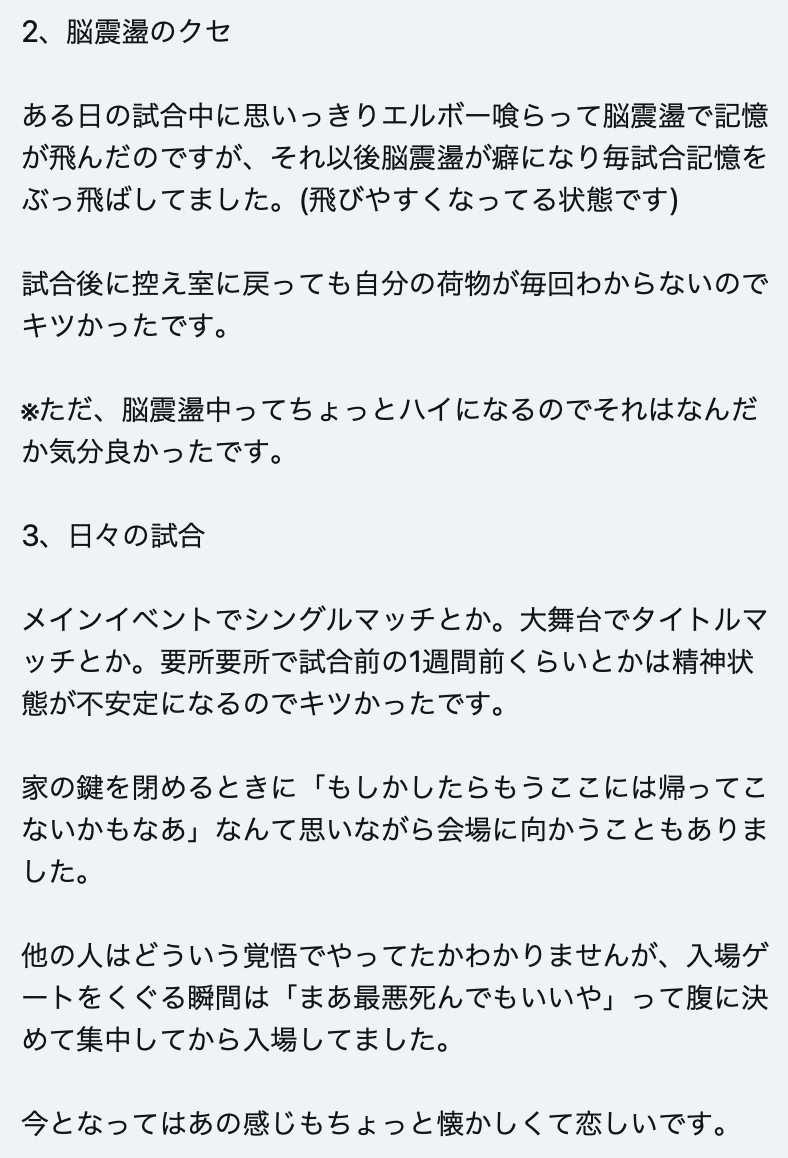 2、脳震盪のクセ
ある日の試合中に思いっきりエルボー喰らって脳震盪で記憶
が飛んだのですが、それ以後脳震盪が癖になり毎試合記憶を
ぶっ飛ばしてました。(飛びやすくなってる状態です)
試合後に控え室に戻っても自分の荷物が毎回わからないので
キツかったです。
※ただ、脳震盪中ってちょっとハイになるのでそれはなんだ
か気分良かったです。
3、日々の試合
メインイベントでシングルマッチとか。大舞台でタイトルマ
ッチとか。要所要所で試合前の1週間前くらいとかは精神状
態が不安定になるのでキツかったです。
家の鍵を閉めるときに「もしかしたらもうここには帰ってこ
ないかもなあ」なんて思いながら会場に向かうこともありま
した。
他の人はどういう覚悟でやってたかわかりませんが、入場ゲ
ートをくぐる瞬間は「まあ最悪死んでもいいや」って腹に決
めて集中してから入場してました。
今となってはあの感じもちょっと懐かしくて恋しいです。